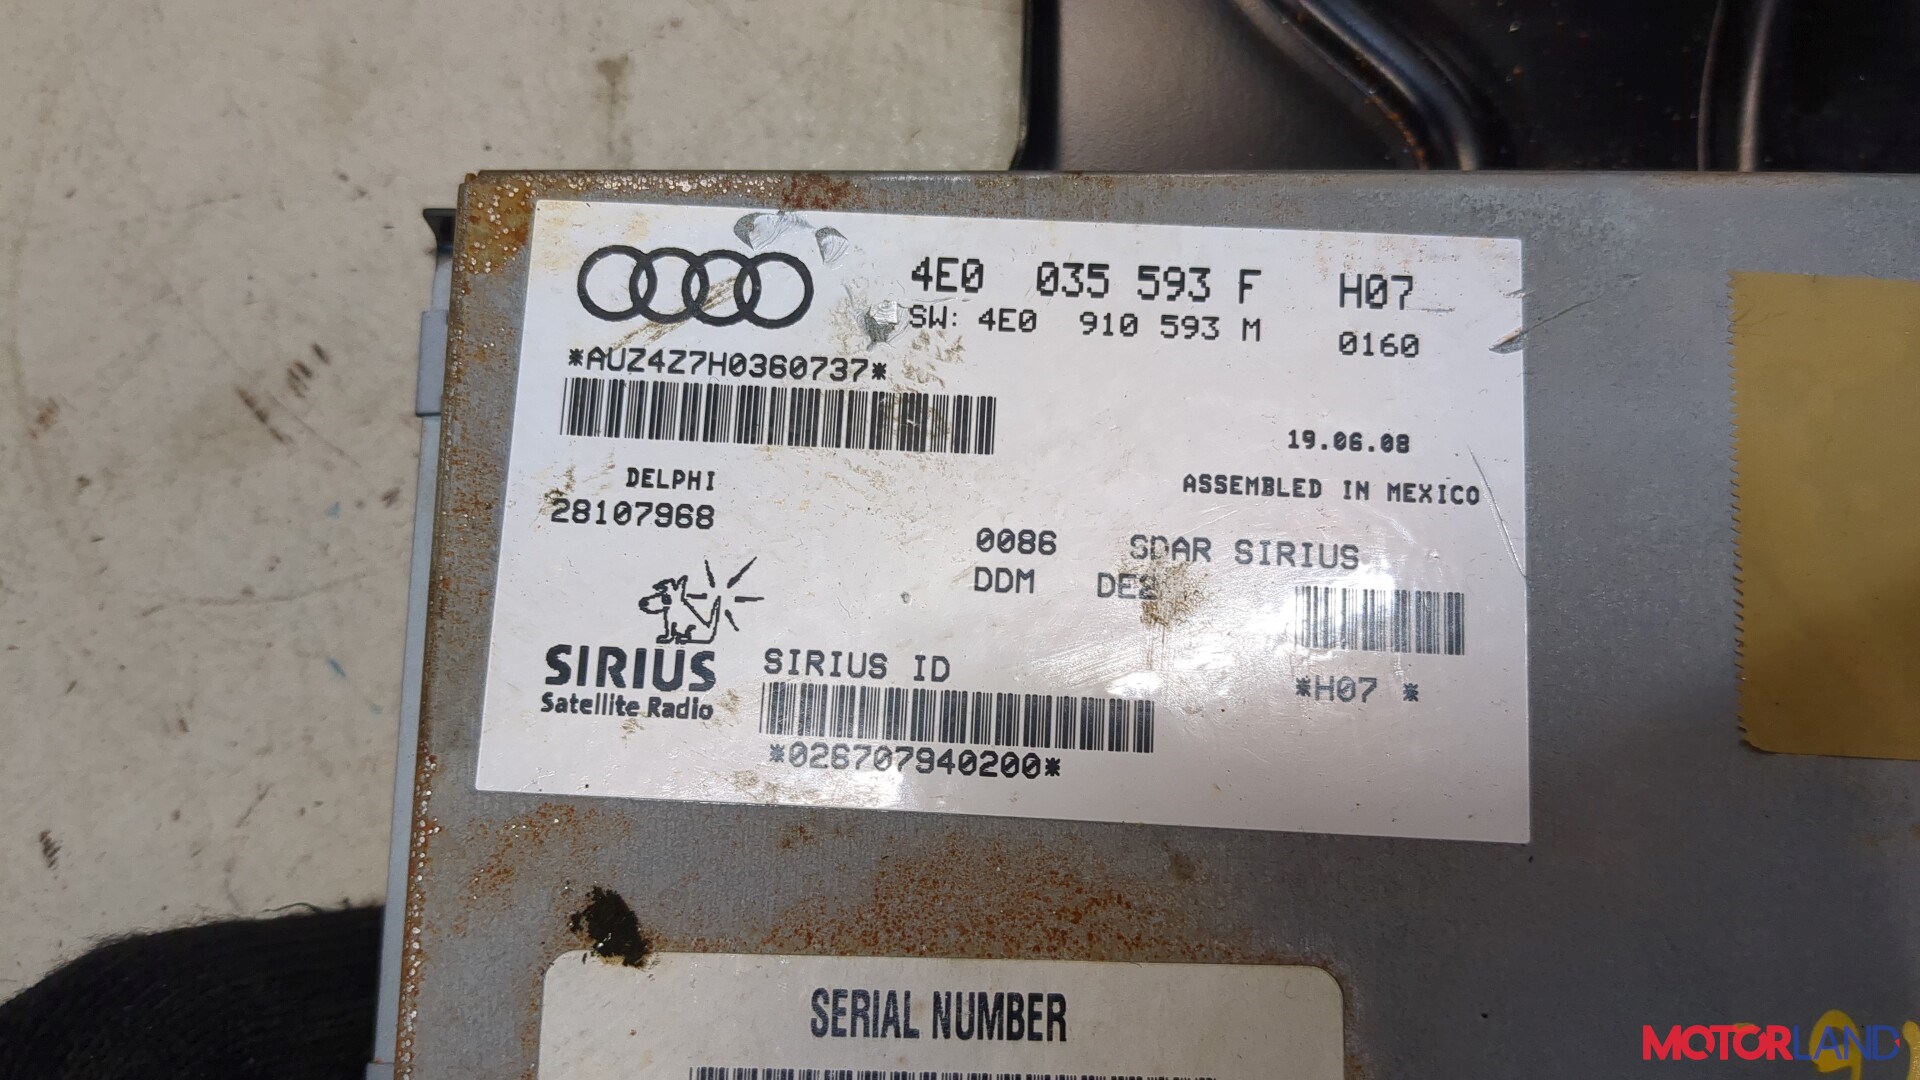 4E0 035 593 F H07
SW: 4E0 910 593 M 0160
*AUZ4Z7H0360737*
19.06.08
DELPHI
ASSEMBLED IN MEXICO
28107968
0086 SDAR SIRIUS
DDM DE2
SIRIUS
Satellite Radio
SIRIUS ID
*H07 *
*026707940200*
SERIAL NUMBER
MOTORLAND